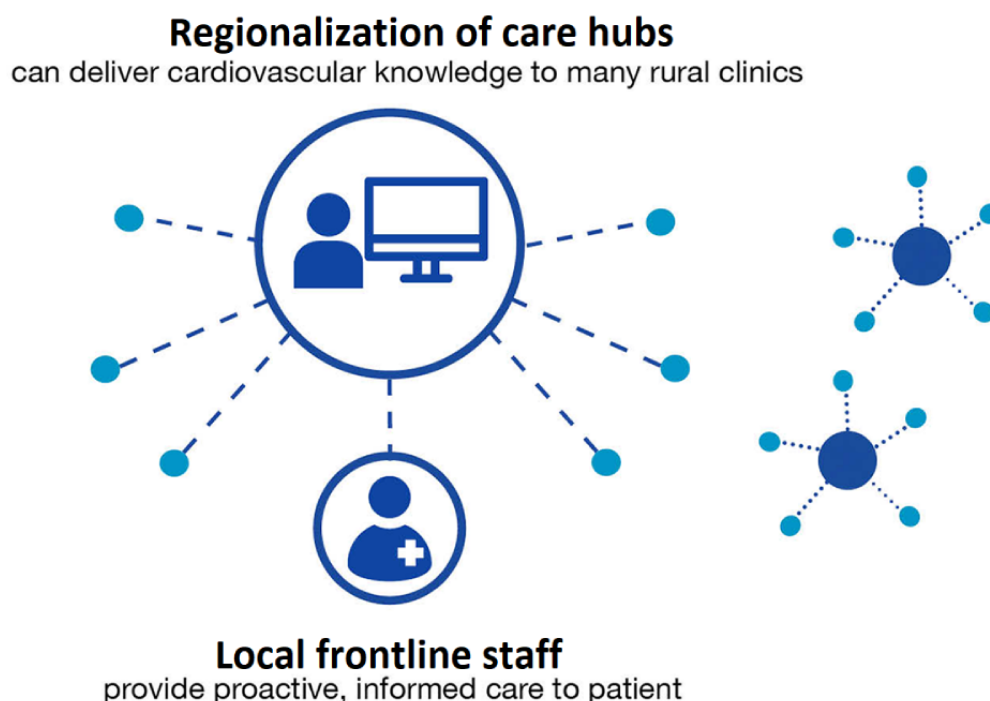 Regionalization of care hubs
can deliver cardiovascular knowledge to many rural clinics
Local frontline staff
provide proactive, informed care to patient